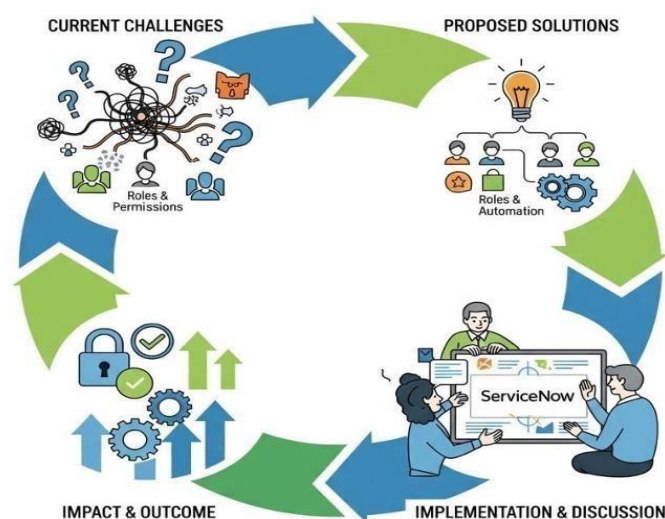 CURRENT CHALLENGES
PROPOSED SOLUTIONS
Roles &
Permissions
Roles &
Automation
ServiceNow
IMPACT & OUTCOME
IMPLEMENTATION & DISCUSSION